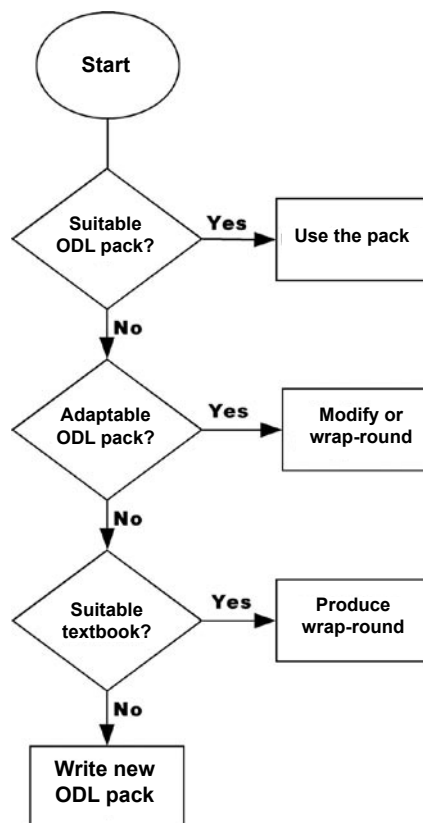 Start
Suitable
ODL pack?
Yes
Use the pack
No
Adaptable
ODL pack?
Yes
Modify or
wrap-round
No
Suitable
textbook?
Yes
Produce
wrap-round
No
Write new
ODL pack